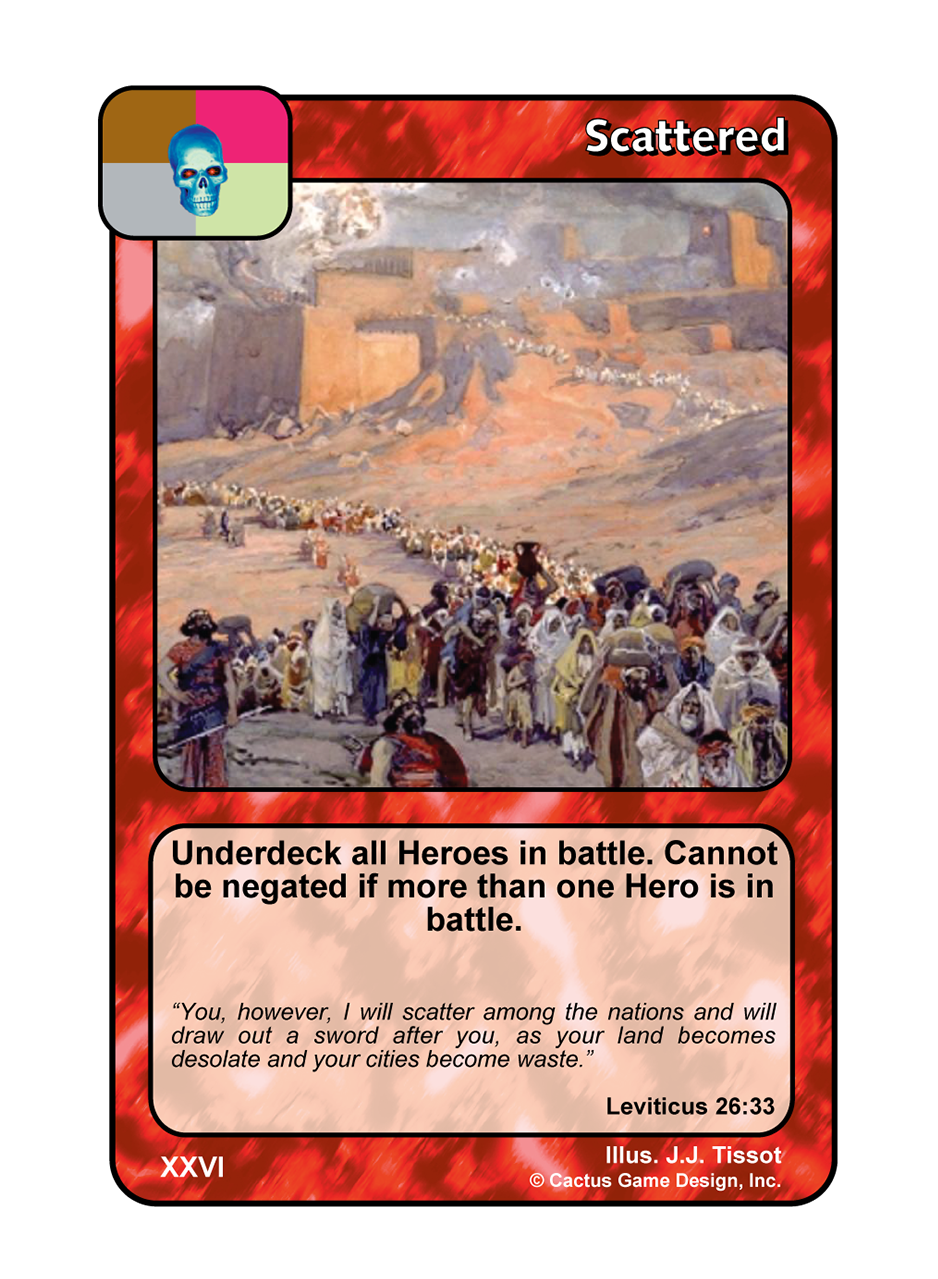 Scattered
Underdeck all Heroes in battle. Cannot
be negated if more than one Hero is in
battle.
“You, however, I will scatter among the nations and will
draw out a sword after you, as your land becomes
desolate and your cities become waste.”
Leviticus 26:33
XXVI
Illus. J.J. Tissot
© Cactus Game Design, Inc.